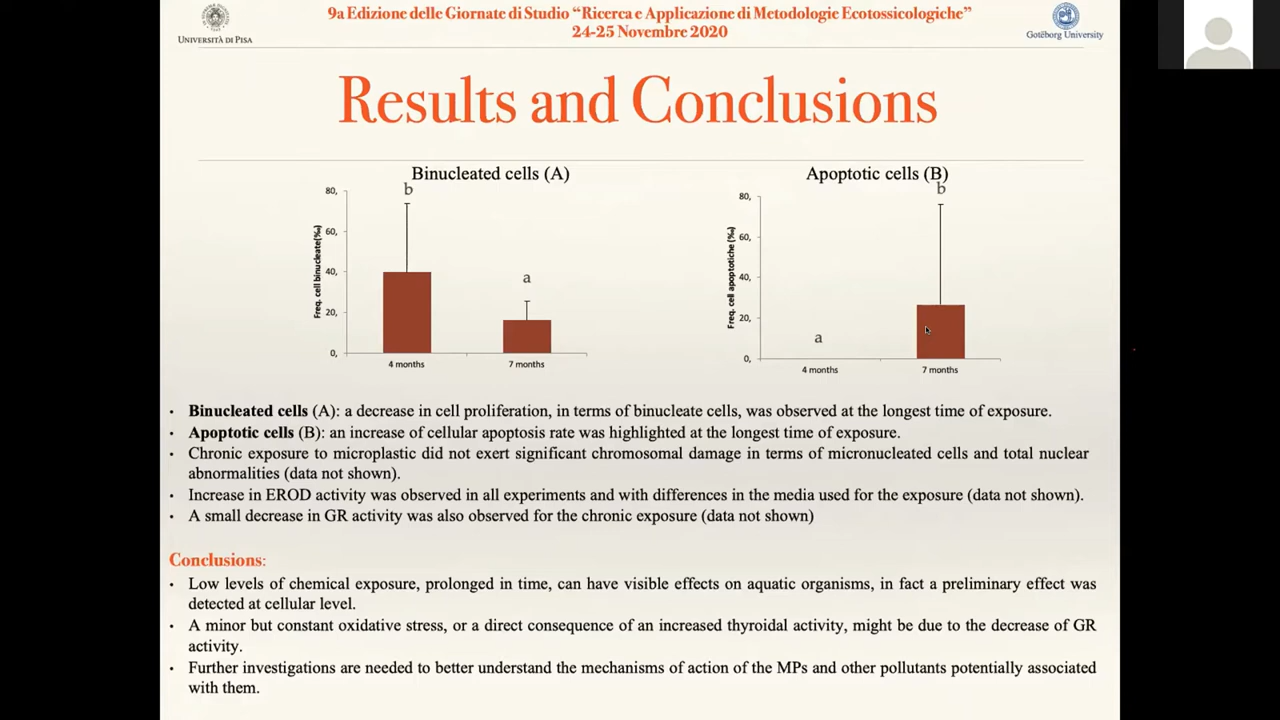 9a Edizione delle Giornate di Studio “Ricerca e Applicazione di Metodologie Ecotossicologiche”
24-25 Novembre 2020
UNIVERSITÀ DI PISA
Goteborg University
Results and Conclusions
Binucleated cells (A)
80,
60,
40,
20,
0,
Freq. cell binucleate(‰)
b
a
4 months
7 months
Apoptotic cells (B)
80,
60,
40,
20,
0,
Freq. cell apoptotiche (‰)
a
b
4 months
7 months
• Binucleated cells (A): a decrease in cell proliferation, in terms of binucleate cells, was observed at the longest time of exposure.
• Apoptotic cells (B): an increase of cellular apoptosis rate was highlighted at the longest time of exposure.
• Chronic exposure to microplastic did not exert significant chromosomal damage in terms of micronucleated cells and total nuclear
abnormalities (data not shown).
• Increase in EROD activity was observed in all experiments and with differences in the media used for the exposure (data not shown).
• A small decrease in GR activity was also observed for the chronic exposure (data not shown)
Conclusions:
• Low levels of chemical exposure, prolonged in time, can have visible effects on aquatic organisms, in fact a preliminary effect was
detected at cellular level.
• A minor but constant oxidative stress, or a direct consequence of an increased thyroidal activity, might be due to the decrease of GR
activity.
• Further investigations are needed to better understand the mechanisms of action of the MPs and other pollutants potentially associated
with them.